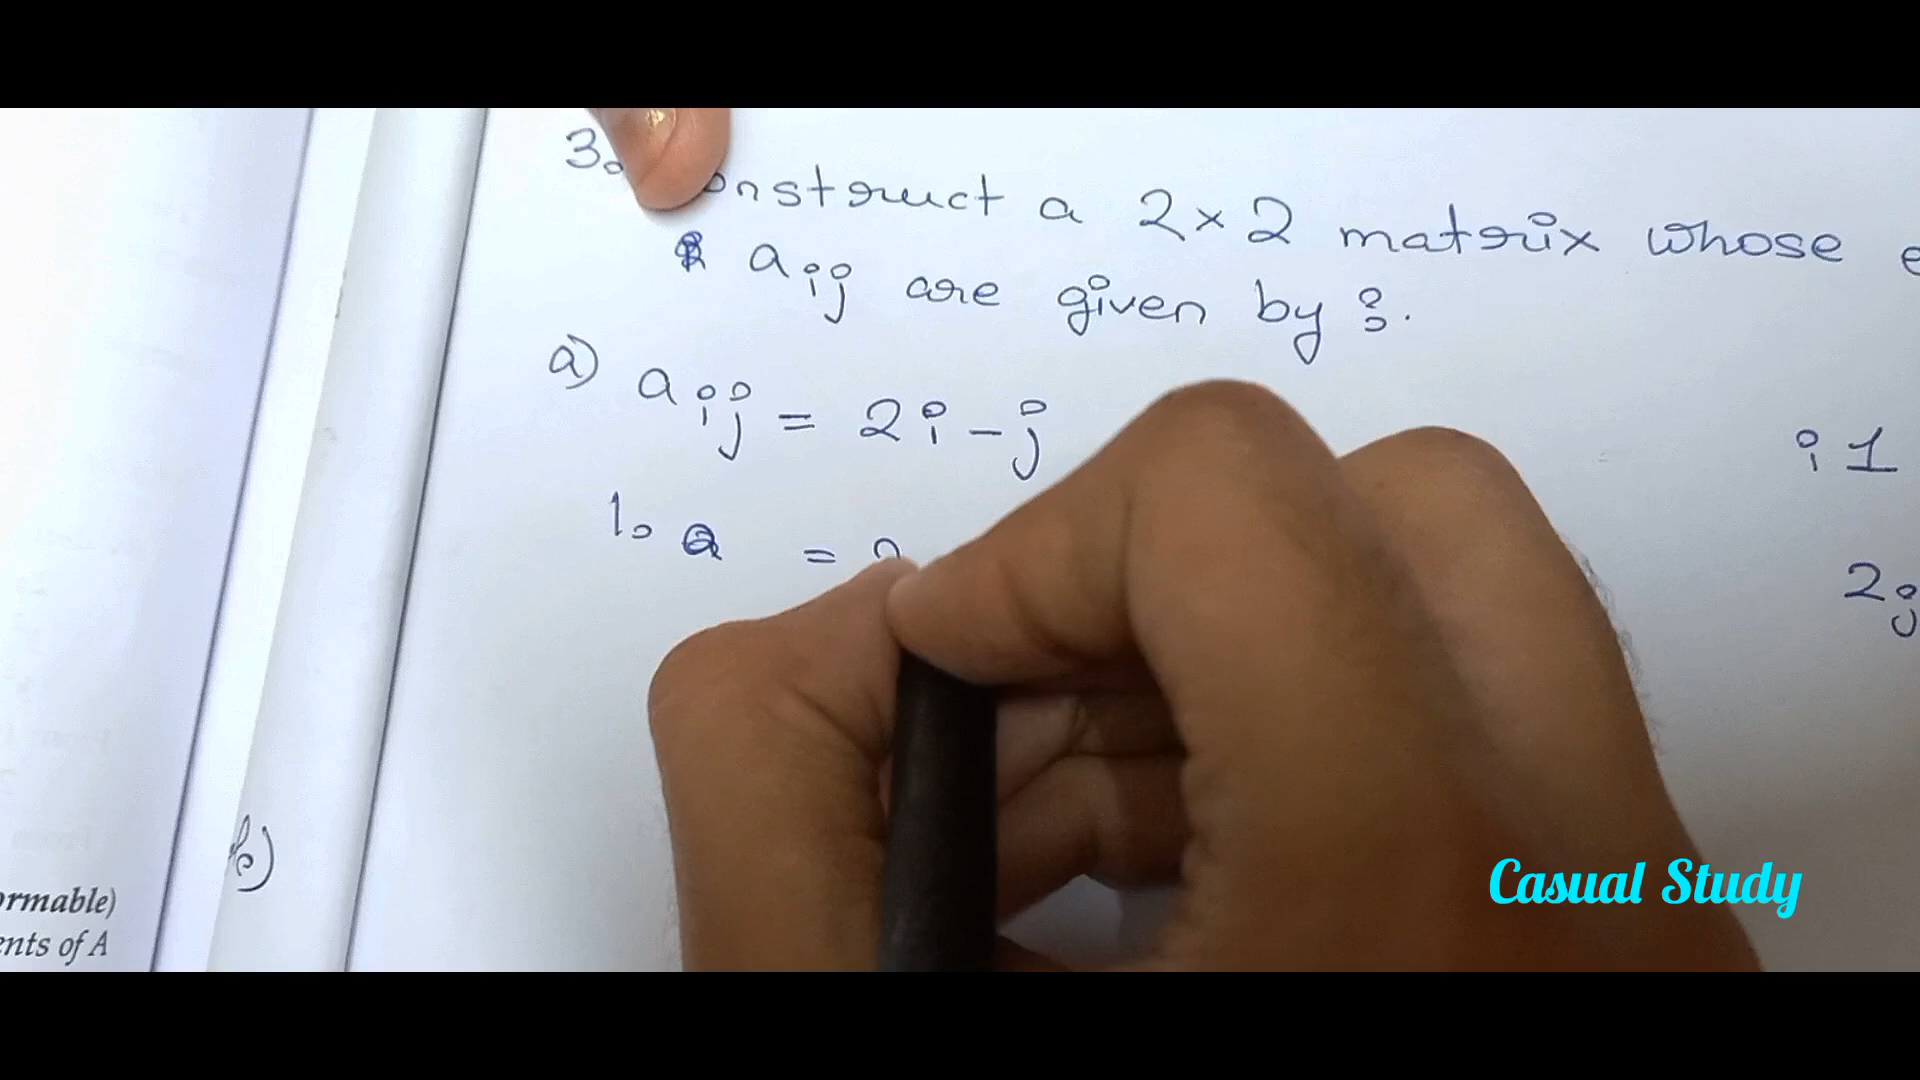 3. onstruct a 2×2 matrix whose
aij are given by :.
a) aij = 2i - j
i 1
1. a = 2
2j
b)
ormable)
ents of A
Casual Study